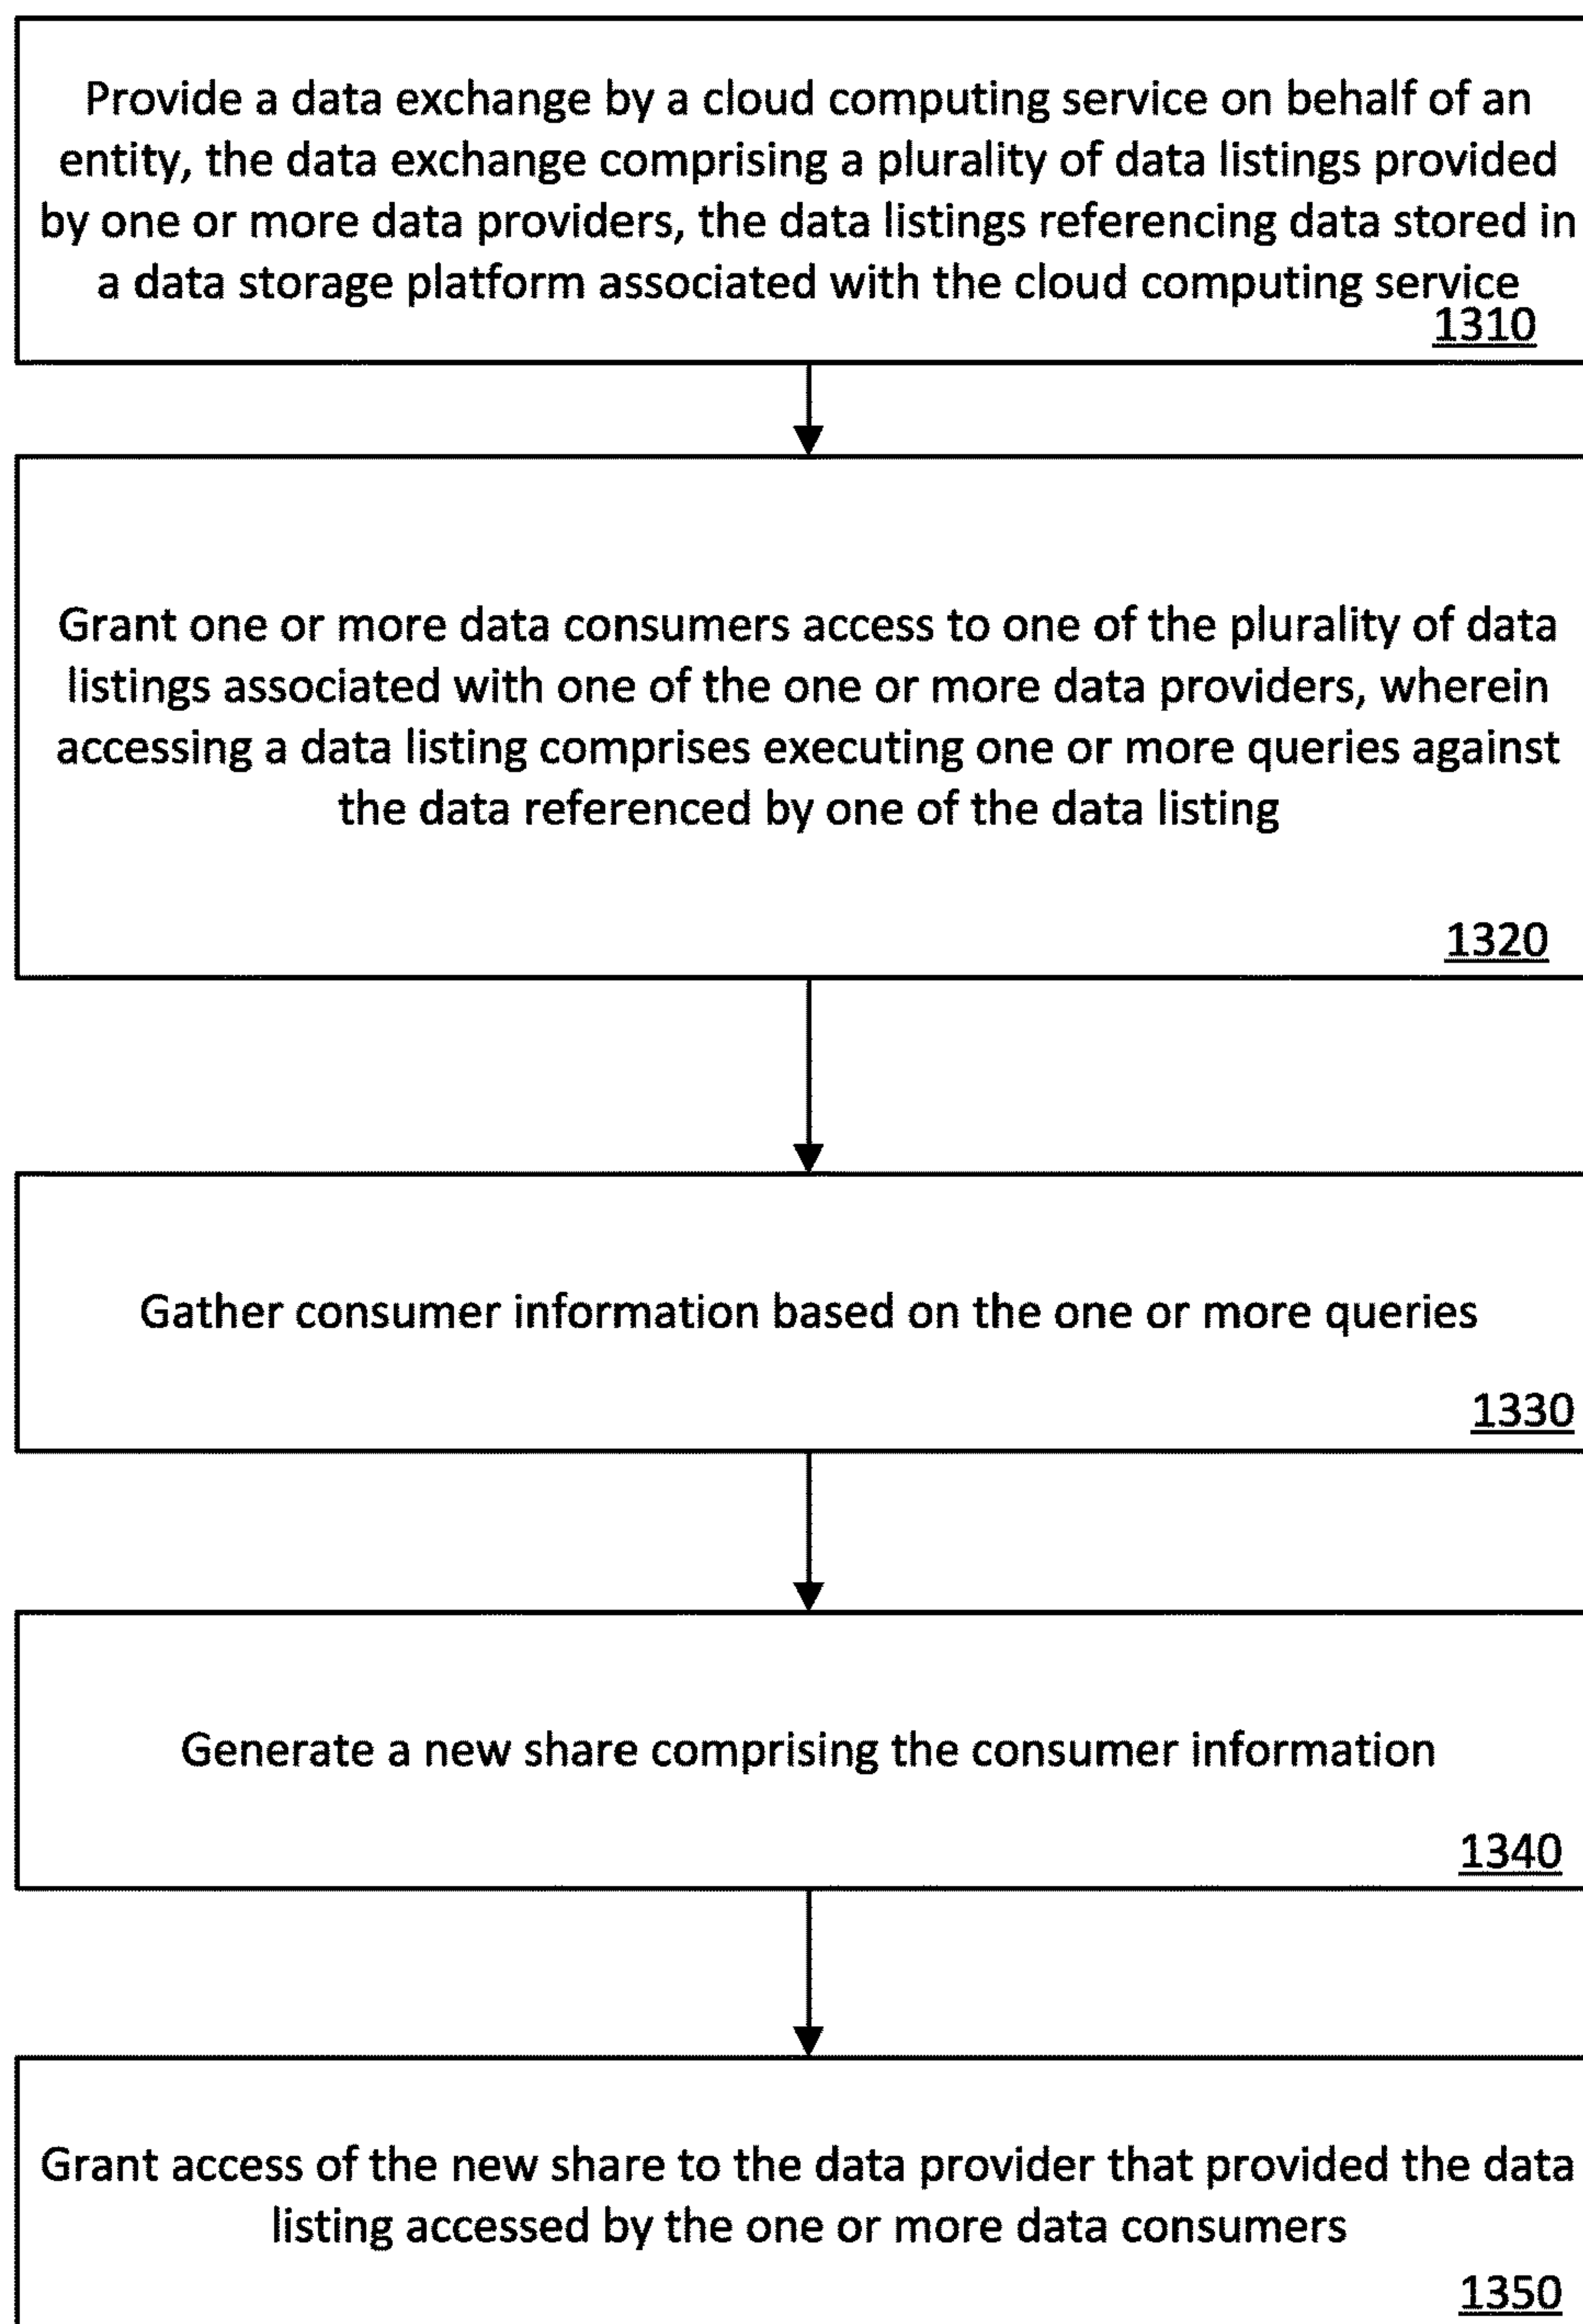 Provide a data exchange by a cloud computing service on behalf of an
entity, the data exchange comprising a plurality of data listings provided
by one or more data providers, the data listings referencing data stored in
a data storage platform associated with the cloud computing service
1310
Grant one or more data consumers access to one of the plurality of data
listings associated with one of the one or more data providers, wherein
accessing a data listing comprises executing one or more queries against
the data referenced by one of the data listing
1320
Gather consumer information based on the one or more queries
1330
Generate a new share comprising the consumer information
1340
Grant access of the new share to the data provider that provided the data
listing accessed by the one or more data consumers
1350